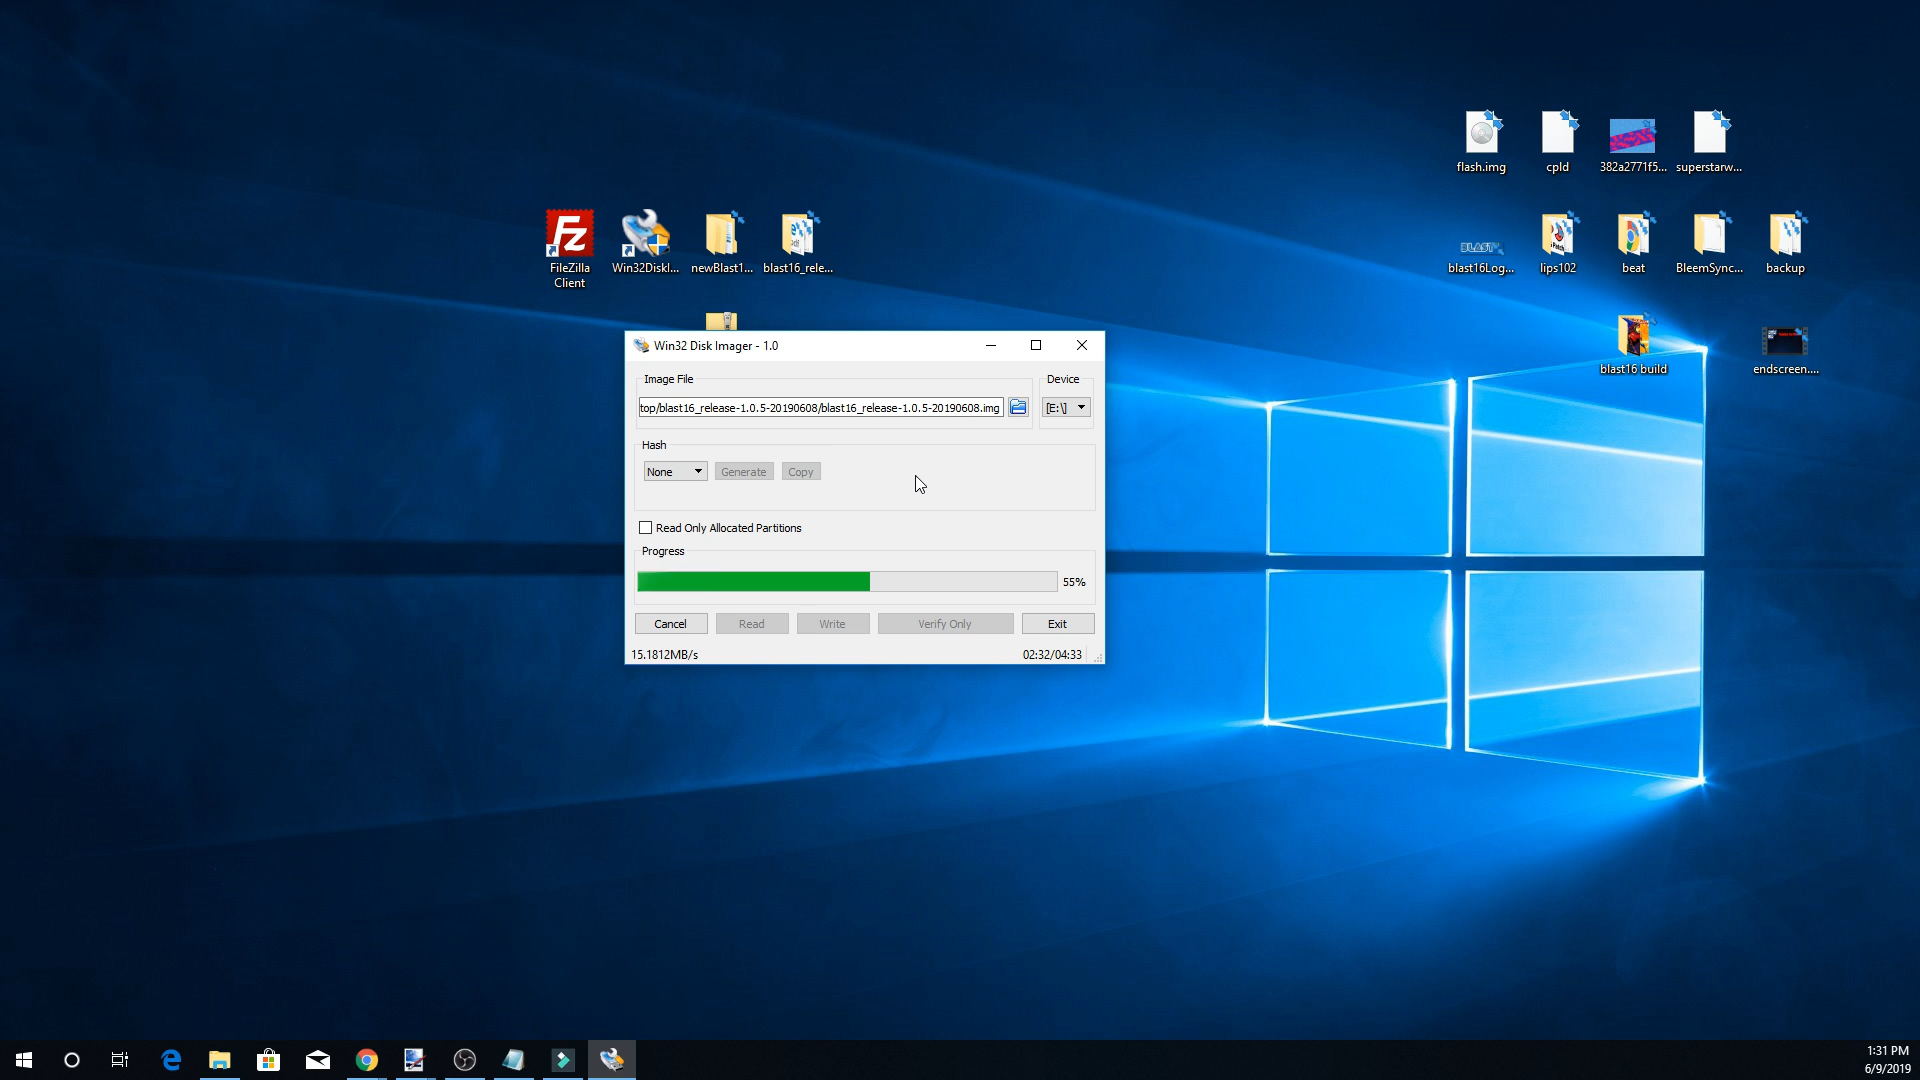 flash.img
cpld
382a2771f5...
superstarw...
FileZilla
Client
Win32DiskI...
newBlast1...
blast16_rele...
BLAST
blast16Log...
lips102
beat
BleemSync...
backup
blast16 build
endscreen....
Win32 Disk Imager - 1.0
Image File
Device
top/blast16_release-1.0.5-20190608/blast16_release-1.0.5-20190608.img
[E:\]
Hash
None
Generate
Copy
Read Only Allocated Partitions
Progress
55%
Cancel
Read
Write
Verify Only
Exit
15.1812MB/s
02:32/04:33
1:31 PM
6/9/2019